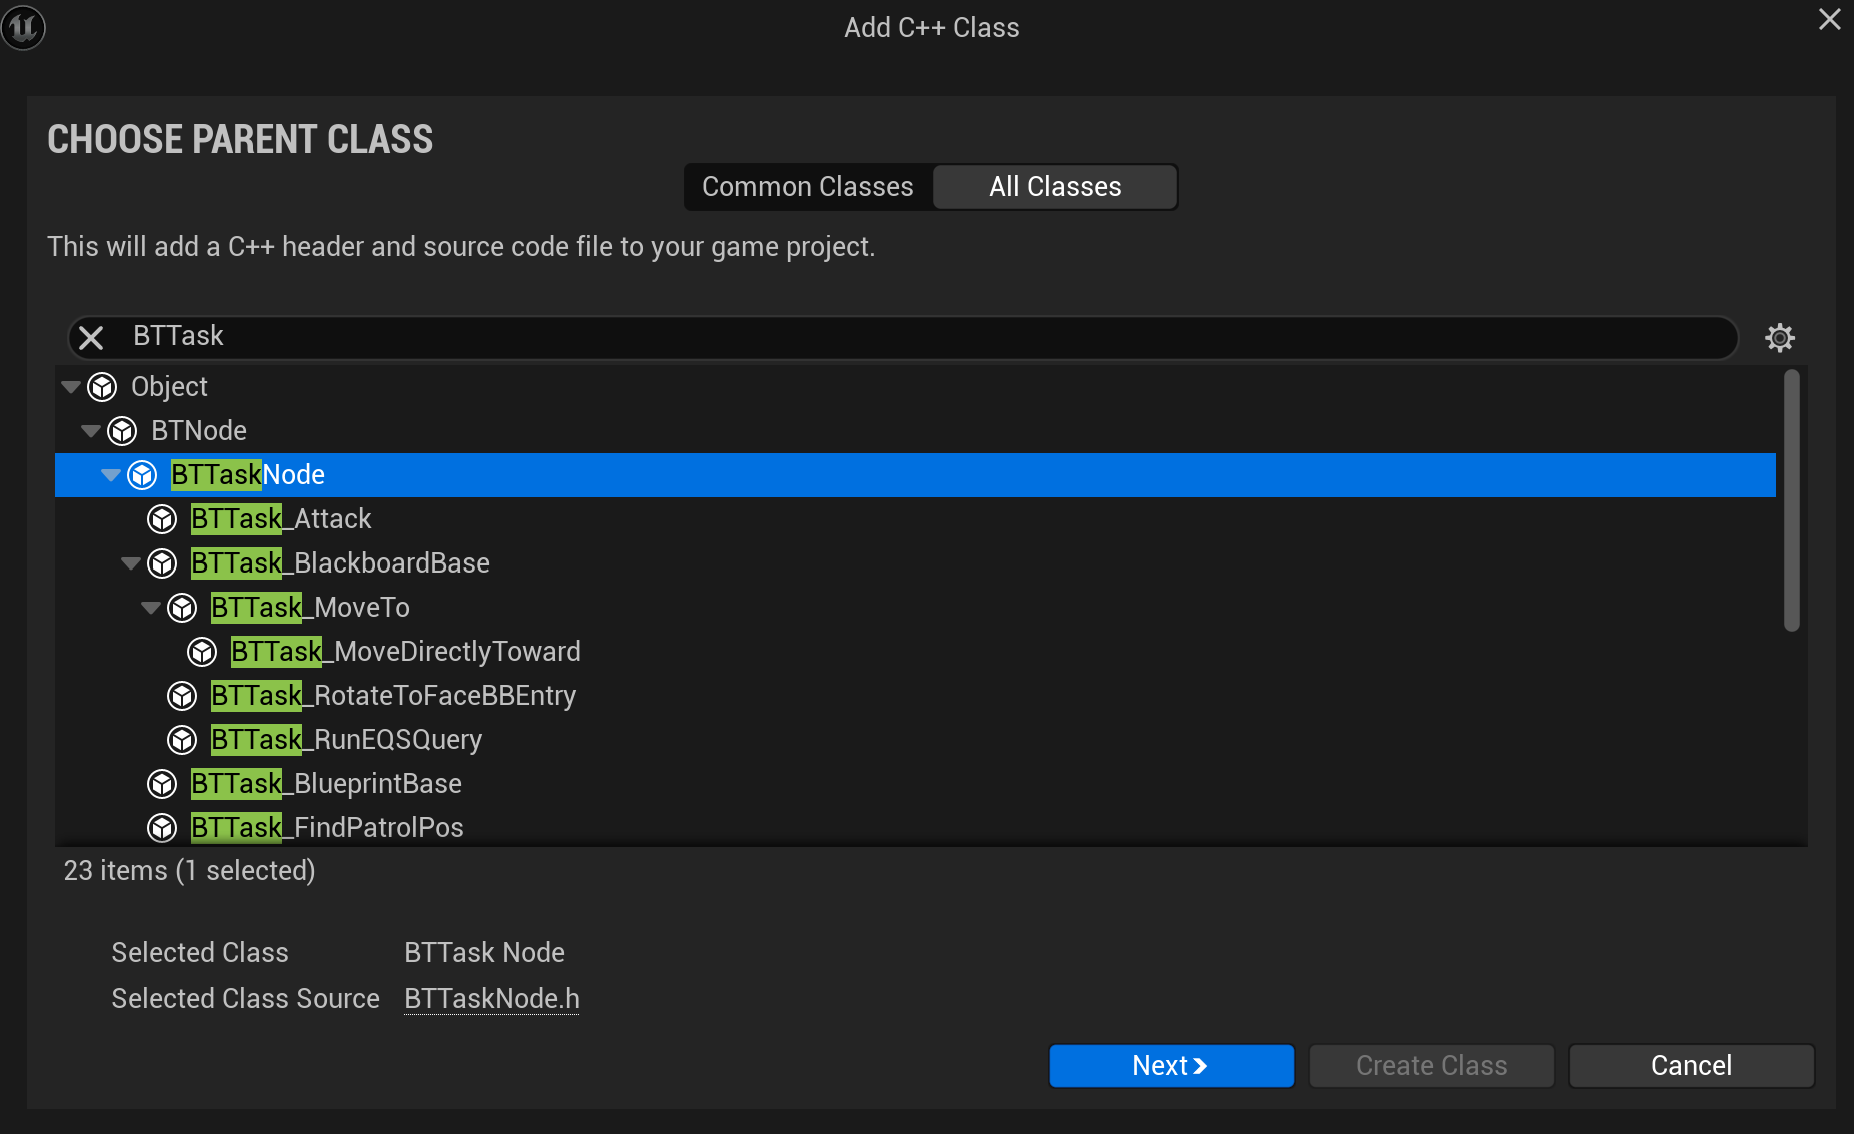 Add C++ Class
CHOOSE PARENT CLASS
Common Classes All Classes
This will add a C++ header and source code file to your game project.
BTTask
Object
BTNode
BTTaskNode
BTTask_Attack
BTTask_BlackboardBase
BTTask_MoveTo
BTTask_MoveDirectlyToward
BTTask_RotateToFaceBBEntry
BTTask_RunEQSQuery
BTTask_BlueprintBase
BTTask_FindPatrolPos
23 items (1 selected)
Selected Class BTTask Node
Selected Class Source BTTaskNode.h
Next Create Class Cancel